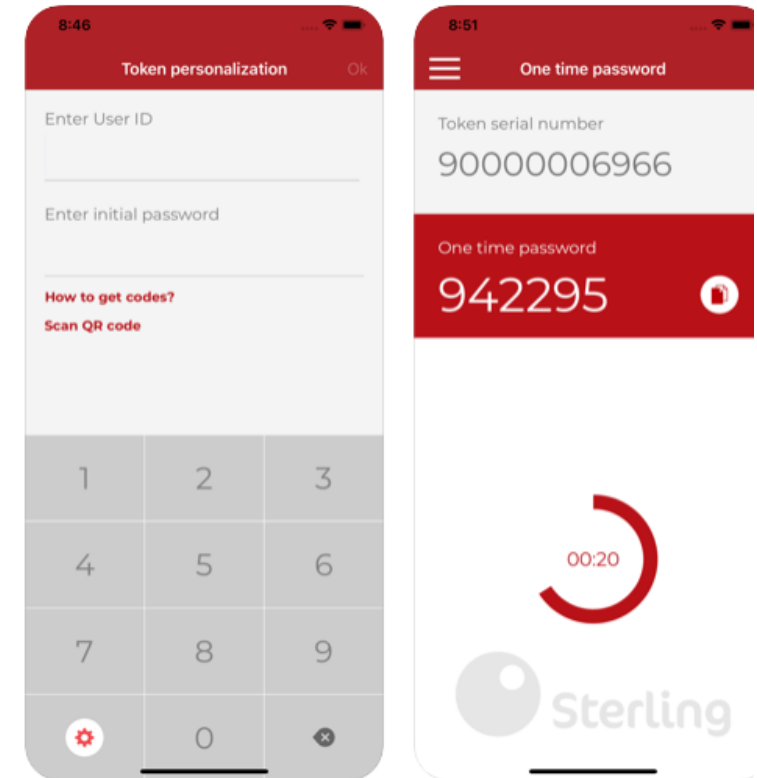 8:46
Token personalization
Ok
Enter User ID
Enter initial password
How to get codes?
Scan QR code
1 2 3
4 5 6
7 8 9
0
8:51
One time password
Token serial number
90000006966
One time password
942295
00:20
Sterling